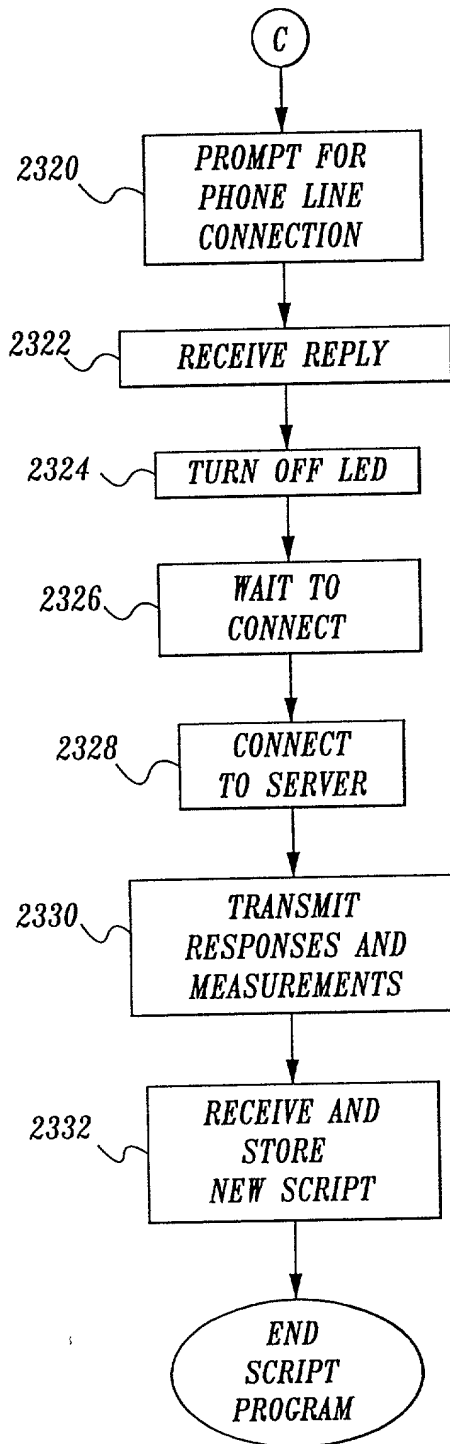 C
2320
PROMPT FOR
PHONE LINE
CONNECTION
2322
RECEIVE REPLY
2324
TURN OFF LED
2326
WAIT TO
CONNECT
2328
CONNECT
TO SERVER
2330
TRANSMIT
RESPONSES AND
MEASUREMENTS
2332
RECEIVE AND
STORE
NEW SCRIPT
END
SCRIPT
PROGRAM